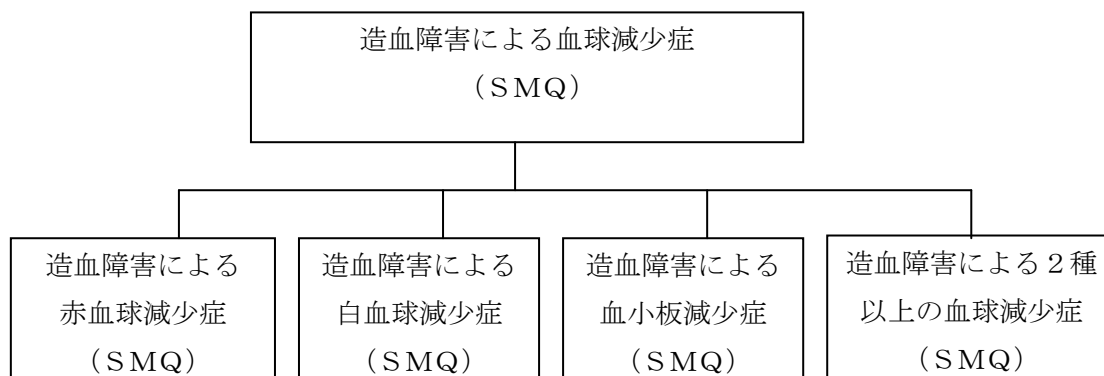 造血障害による血球減少症
（ＳＭＱ）
造血障害による
赤血球減少症
（ＳＭＱ）
造血障害による
白血球減少症
（ＳＭＱ）
造血障害による
血小板減少症
（ＳＭＱ）
造血障害による２種
以上の血球減少症
（ＳＭＱ）